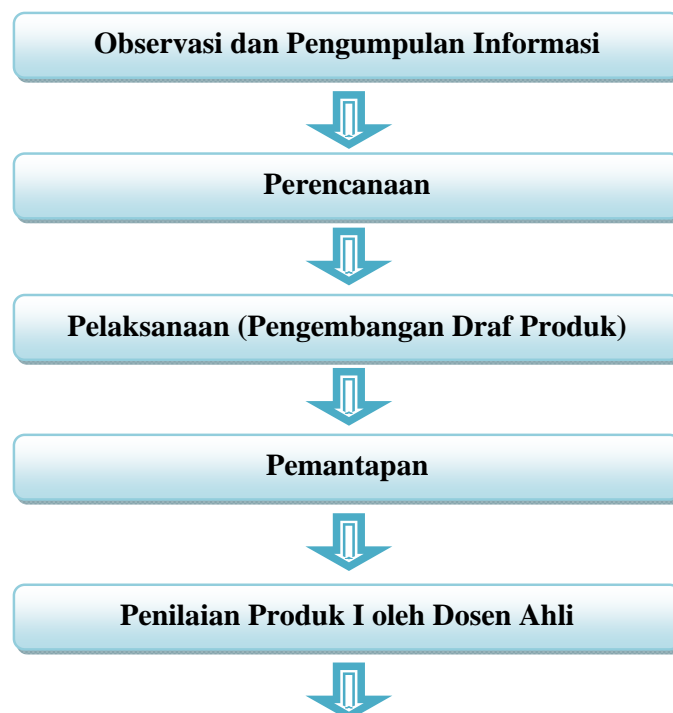 Observasi dan Pengumpulan Informasi
Perencanaan
Pelaksanaan (Pengembangan Draf Produk)
Pemantapan
Penilaian Produk I oleh Dosen Ahli